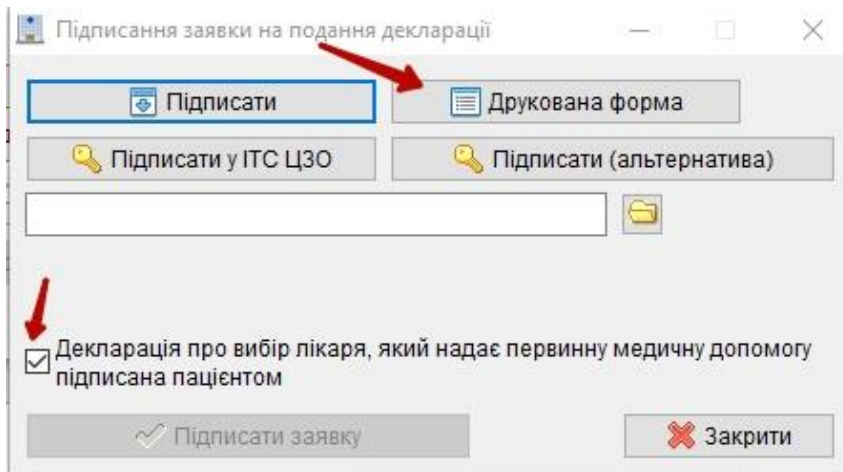 Підписання заявки на подання декларації
Підписати
Друкована форма
Підписати у ІТС ЦЗО
Підписати (альтернатива)
Декларація про вибір лікаря, який надає первинну медичну допомогу
підписана пацієнтом
Підписати заявку
Закрити